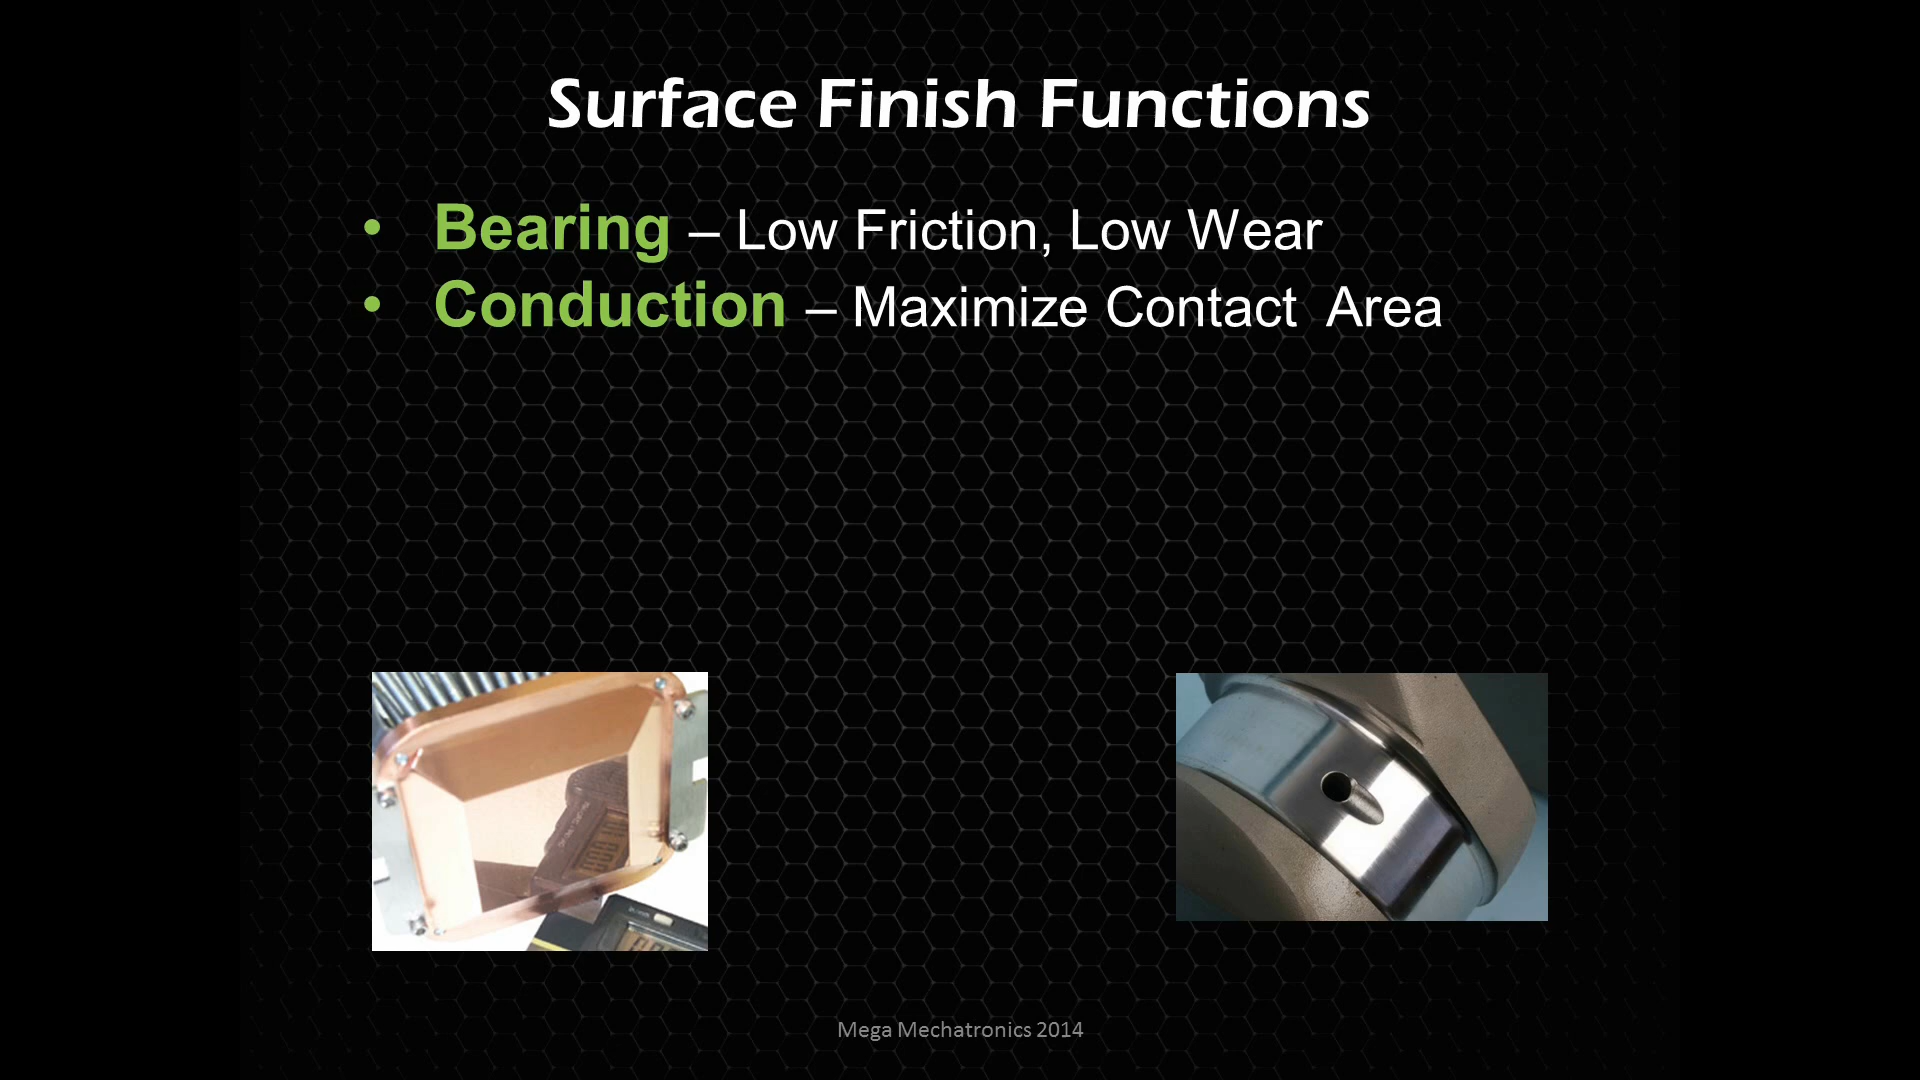 Surface Finish Functions
• Bearing – Low Friction, Low Wear
• Conduction – Maximize Contact  Area
Mega Mechatronics 2014